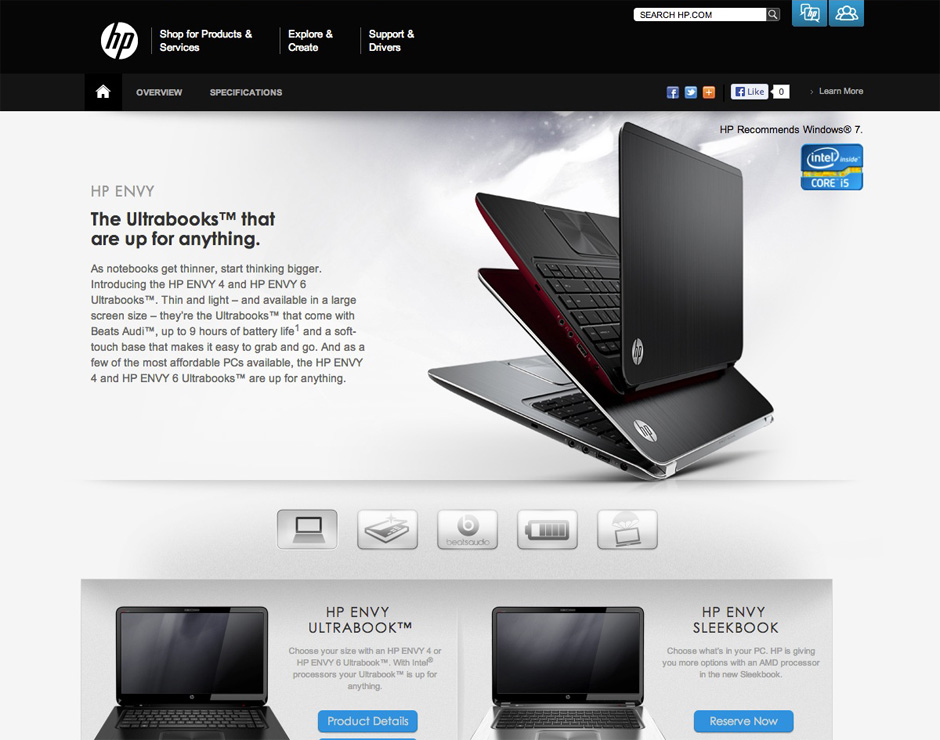 SEARCH HP.COM
hp
hp
Shop for Products &
Services
Explore &
Create
Support &
Drivers
OVERVIEW
SPECIFICATIONS
Like
0
› Learn More
HP Recommends Windows® 7.
intel inside™
CORE i5
HP ENVY
The Ultrabooks™ that
are up for anything.
As notebooks get thinner, start thinking bigger.
Introducing the HP ENVY 4 and HP ENVY 6
Ultrabooks™. Thin and light – and available in a large
screen size – they're the Ultrabooks™ that come with
Beats Audi™, up to 9 hours of battery life1 and a soft-
touch base that makes it easy to grab and go. And as a
few of the most affordable PCs available, the HP ENVY
4 and HP ENVY 6 Ultrabooks™ are up for anything.
hp
hp
beatsaudio
HP ENVY
ULTRABOOK™
Choose your size with an HP ENVY 4 or
HP ENVY 6 Ultrabook™. With Intel®
processors your Ultrabook™ is up for
anything.
Product Details
HP ENVY
SLEEKBOOK
Choose what's in your PC. HP is giving
you more options with an AMD processor
in the new Sleekbook.
Reserve Now